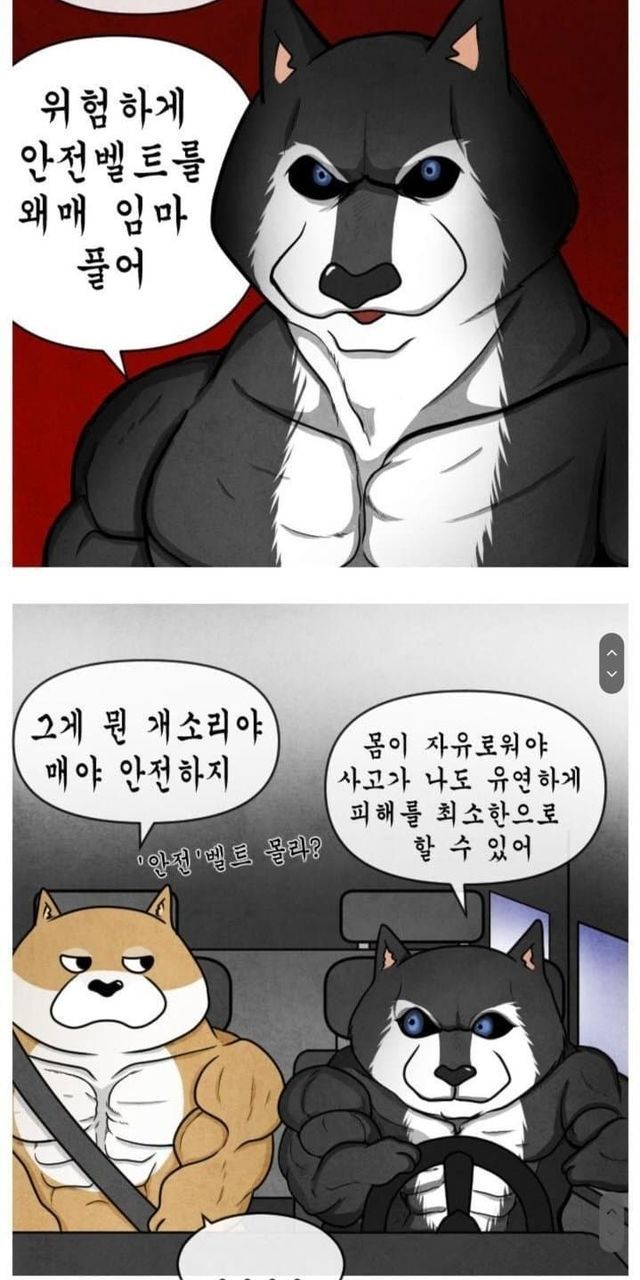 위험하게
안전벨트를
왜매 임마
풀어
그게 뭔 개소리야
매야 안전하지
'안전'벨트 몰라?
몸이 자유로워야
사고가 나도 유연하게
피해를 최소한으로
할 수 있어